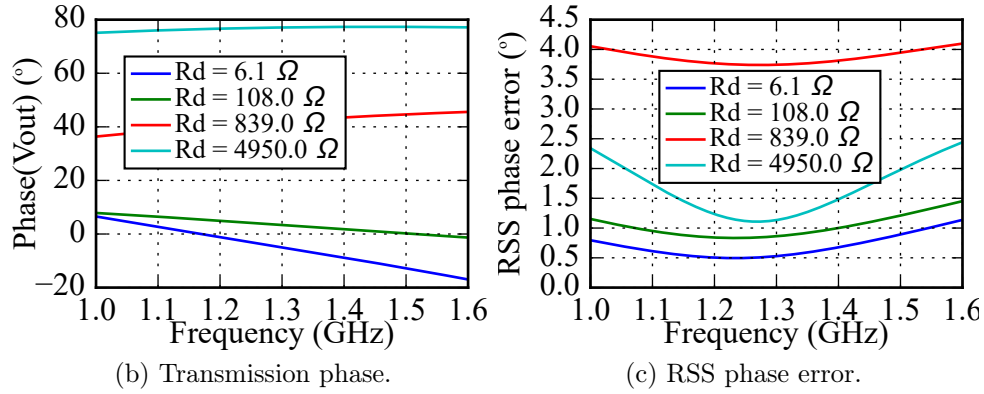 Phase(Vout) (°)
80
60
40
20
0
−20
Rd = 6.1 Ω
Rd = 108.0 Ω
Rd = 839.0 Ω
Rd = 4950.0 Ω
1.0 1.1 1.2 1.3 1.4 1.5 1.6
Frequency (GHz)
(b) Transmission phase.
RSS phase error (°)
4.5
4.0
3.5
3.0
2.5
2.0
1.5
1.0
0.5
0.0
Rd = 6.1 Ω
Rd = 108.0 Ω
Rd = 839.0 Ω
Rd = 4950.0 Ω
1.0 1.1 1.2 1.3 1.4 1.5 1.6
Frequency (GHz)
(c) RSS phase error.